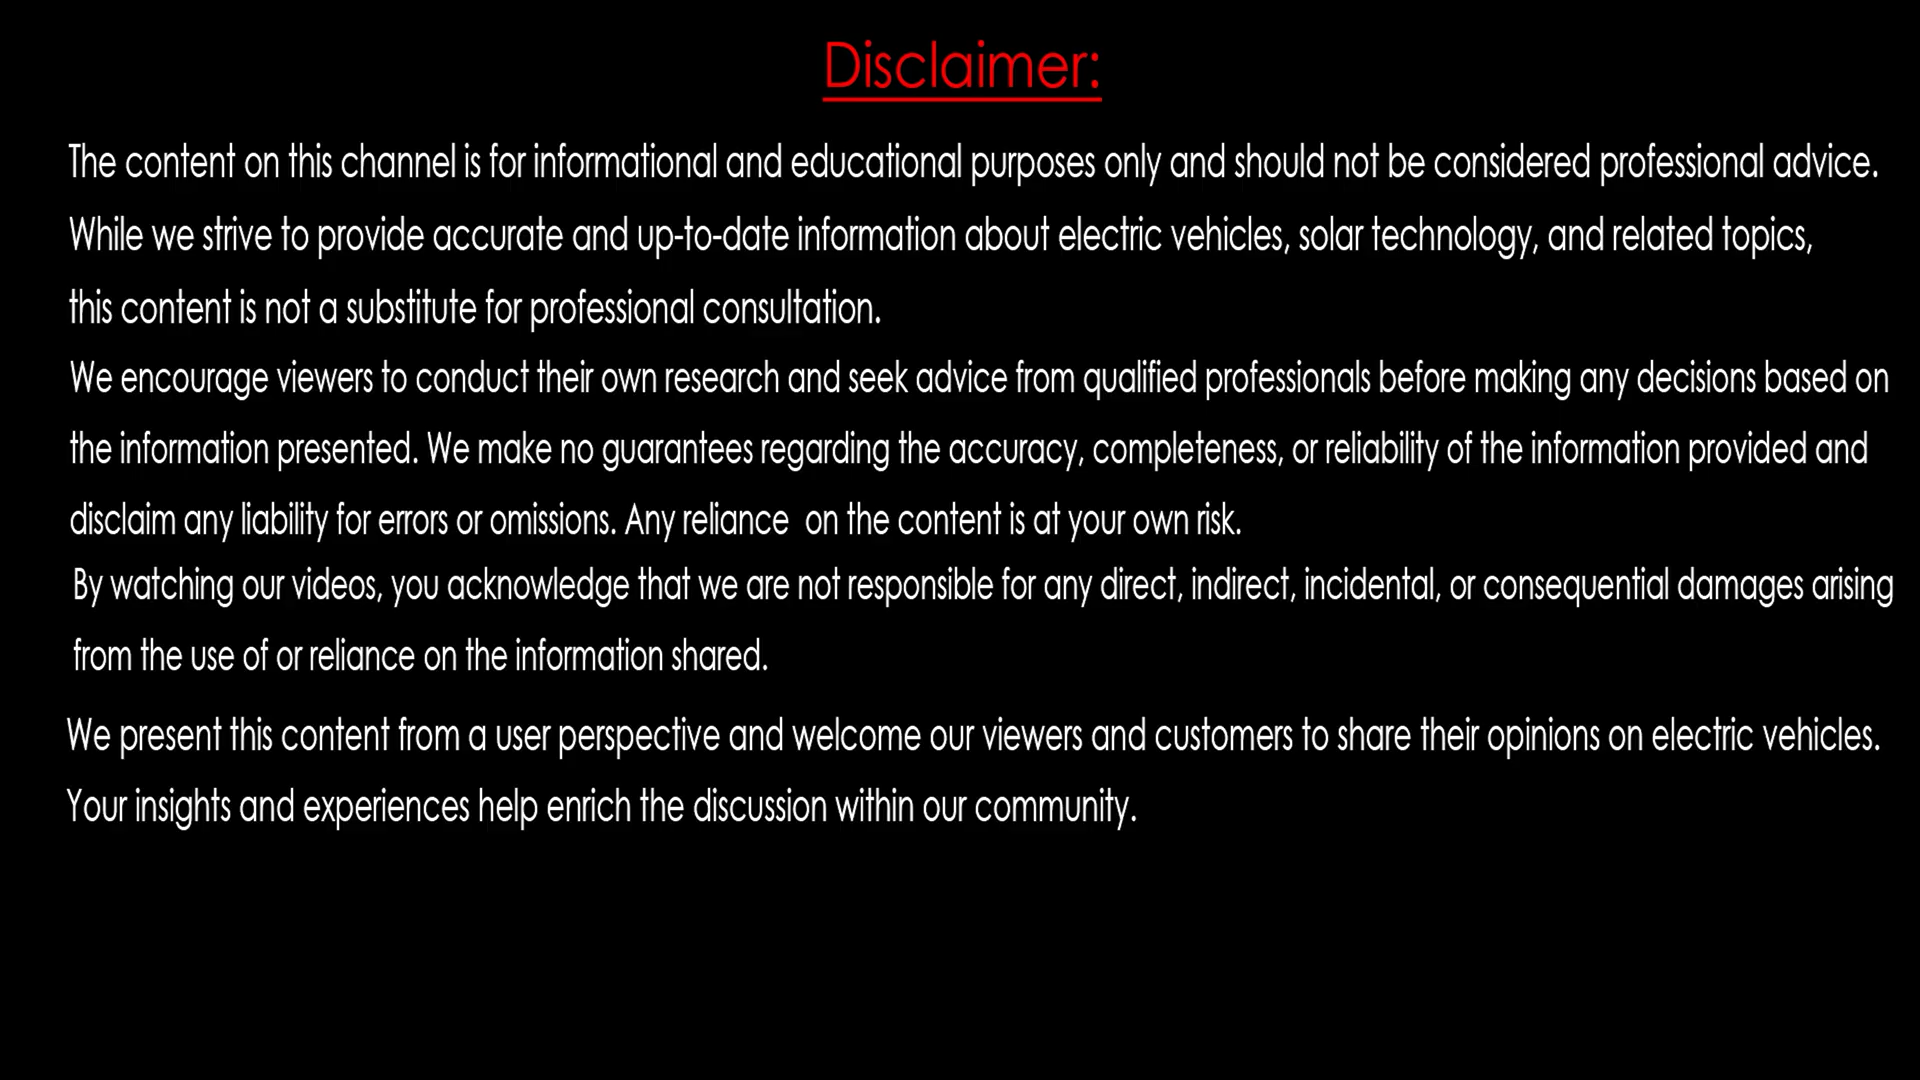 Disclaimer:
The content on this channel is for informational and educational purposes only and should not be considered professional advice.
While we strive to provide accurate and up-to-date information about electric vehicles, solar technology, and related topics,
this content is not a substitute for professional consultation.
We encourage viewers to conduct their own research and seek advice from qualified professionals before making any decisions based on
the information presented. We make no guarantees regarding the accuracy, completeness, or reliability of the information provided and
disclaim any liability for errors or omissions. Any reliance  on the content is at your own risk.
By watching our videos, you acknowledge that we are not responsible for any direct, indirect, incidental, or consequential damages arising
from the use of or reliance on the information shared.
We present this content from a user perspective and welcome our viewers and customers to share their opinions on electric vehicles.
Your insights and experiences help enrich the discussion within our community.